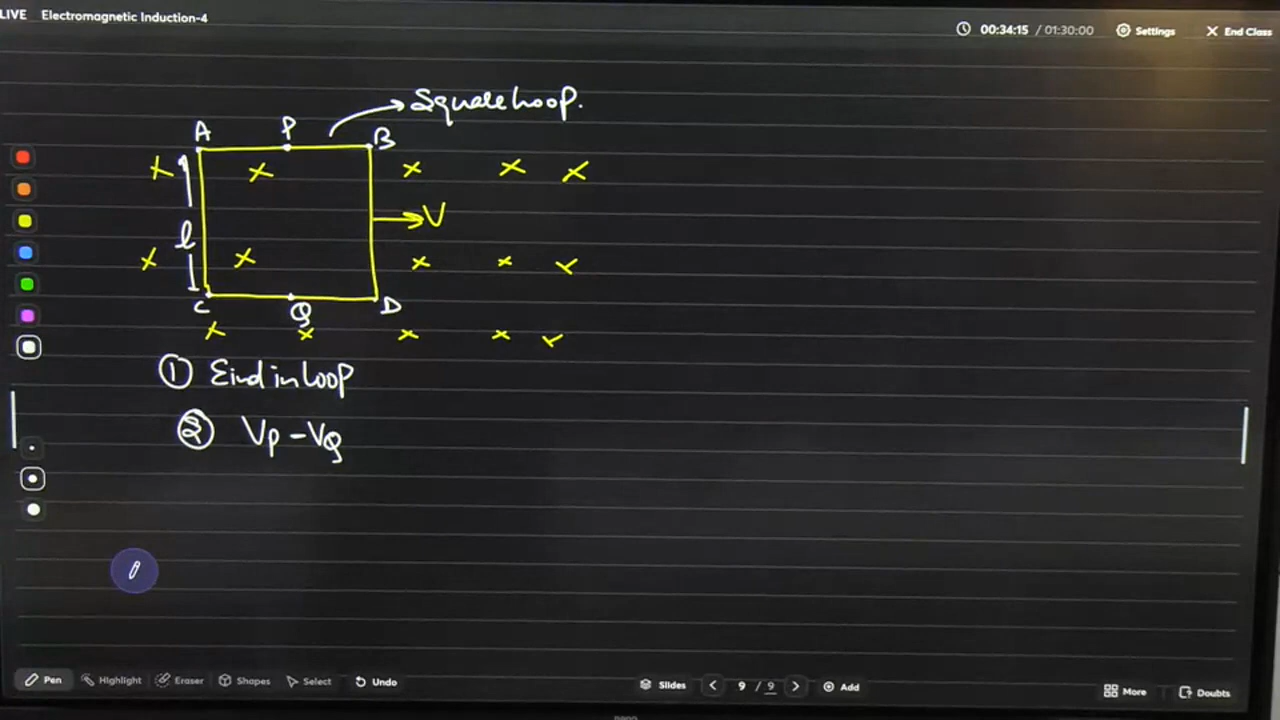 LIVE Electromagnetic Induction-4
00:34:15 / 01:30:00 Settings End Class
Square Loop.
A P B
V
l
C Q D
① Eind in loop
② Vp - VQ
Pen Highlight Eraser Shapes Select Undo
Slides 9 / 9 Add
More Doubts